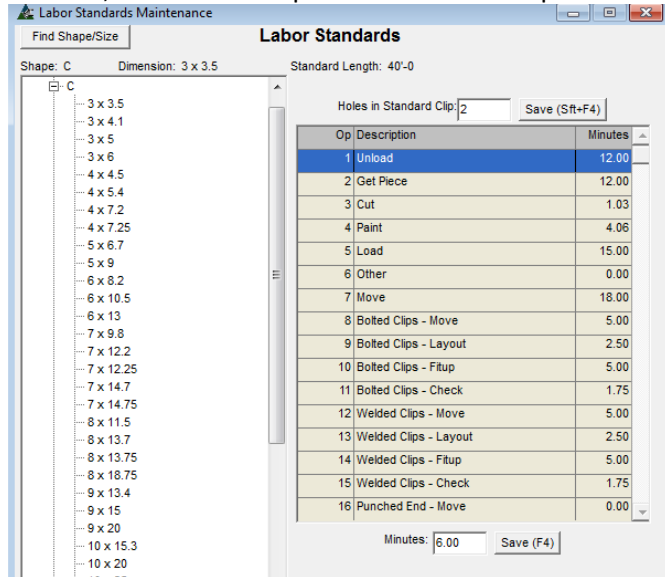 Labor Standards Maintenance
Find Shape/Size
Labor Standards
Shape: C Dimension: 3 x 3.5 Standard Length: 40'-0
C
3 x 3.5
3 x 4.1
3 x 5
3 x 6
4 x 4.5
4 x 5.4
4 x 7.2
4 x 7.25
5 x 6.7
5 x 9
6 x 8.2
6 x 10.5
6 x 13
7 x 9.8
7 x 12.2
7 x 12.25
7 x 14.7
7 x 14.75
8 x 11.5
8 x 13.7
8 x 13.75
8 x 18.75
9 x 13.4
9 x 15
9 x 20
10 x 15.3
10 x 20
Holes in Standard Clip: 2 Save (Sft+F4)
Op Description Minutes
1 Unload 12.00
2 Get Piece 12.00
3 Cut 1.03
4 Paint 4.06
5 Load 15.00
6 Other 0.00
7 Move 18.00
8 Bolted Clips - Move 5.00
9 Bolted Clips - Layout 2.50
10 Bolted Clips - Fitup 5.00
11 Bolted Clips - Check 1.75
12 Welded Clips - Move 5.00
13 Welded Clips - Layout 2.50
14 Welded Clips - Fitup 5.00
15 Welded Clips - Check 1.75
16 Punched End - Move 0.00
Minutes: 6.00 Save (F4)